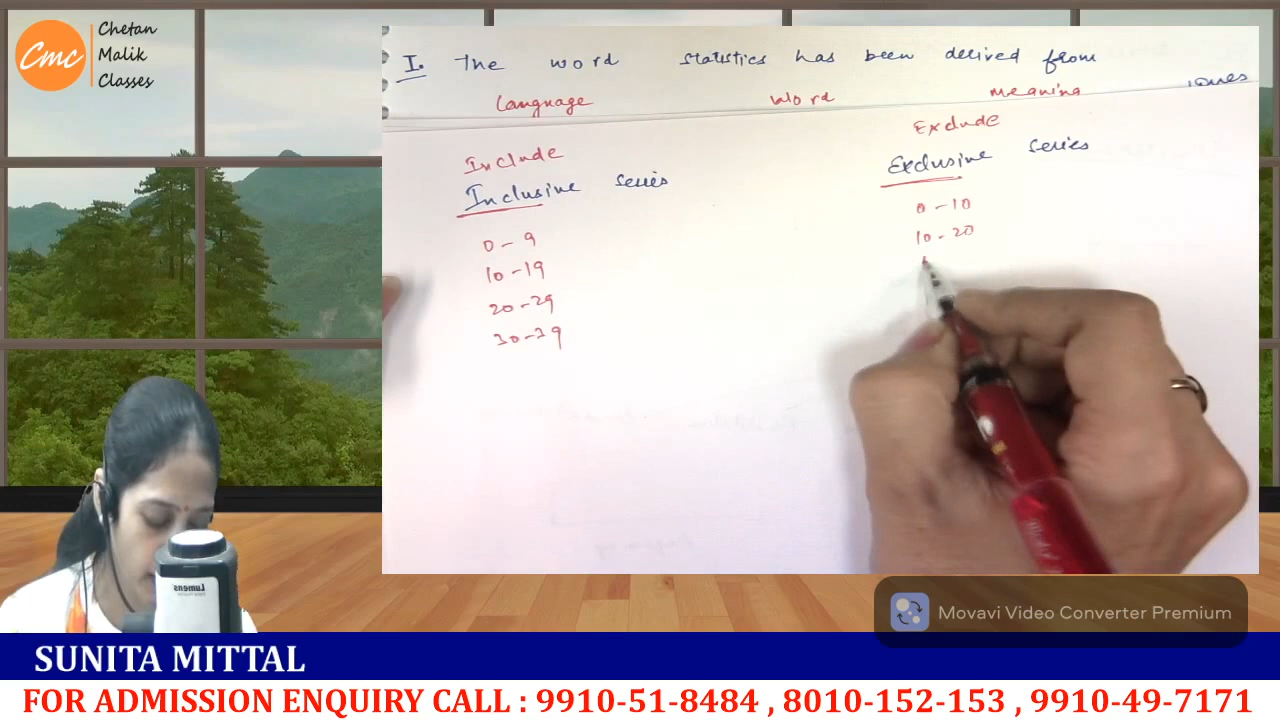 Cmc
Chetan
Malik
Classes
I. The word statistics has been derived from
Language Word Meaning
Include
Inclusive series
0 - 9
10 - 19
20 - 29
30 - 39
Exclude
Exclusive series
0 - 10
10 - 20
Lumens
Movavi Video Converter Premium
SUNITA MITTAL
FOR ADMISSION ENQUIRY CALL : 9910-51-8484 , 8010-152-153 , 9910-49-7171